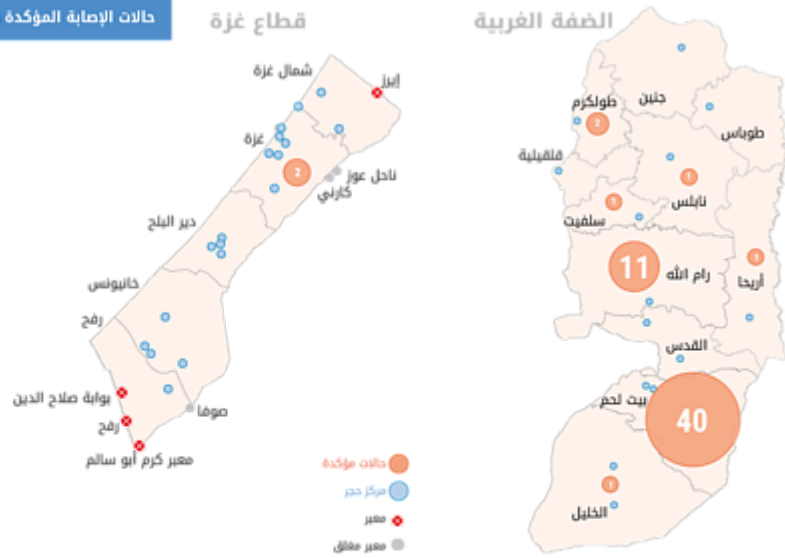 حالات الإصابة المؤكدة
قطاع غزة
الضفة الغربية
شمال غزة
إيرز
غزة
2
ناحل عوز
كارني
دير البلح
خانيونس
رفح
بوابة صلاح الدين
رفح
معبر كرم أبو سالم
صوفا
جنين
طولكرم
2
طوباس
قلقيلية
1
نابلس
1
سلفيت
11
رام الله
1
أريحا
القدس
بيت لحم
40
1
الخليل
حالات مؤكدة
مركز حجر
معبر
معبر مغلق